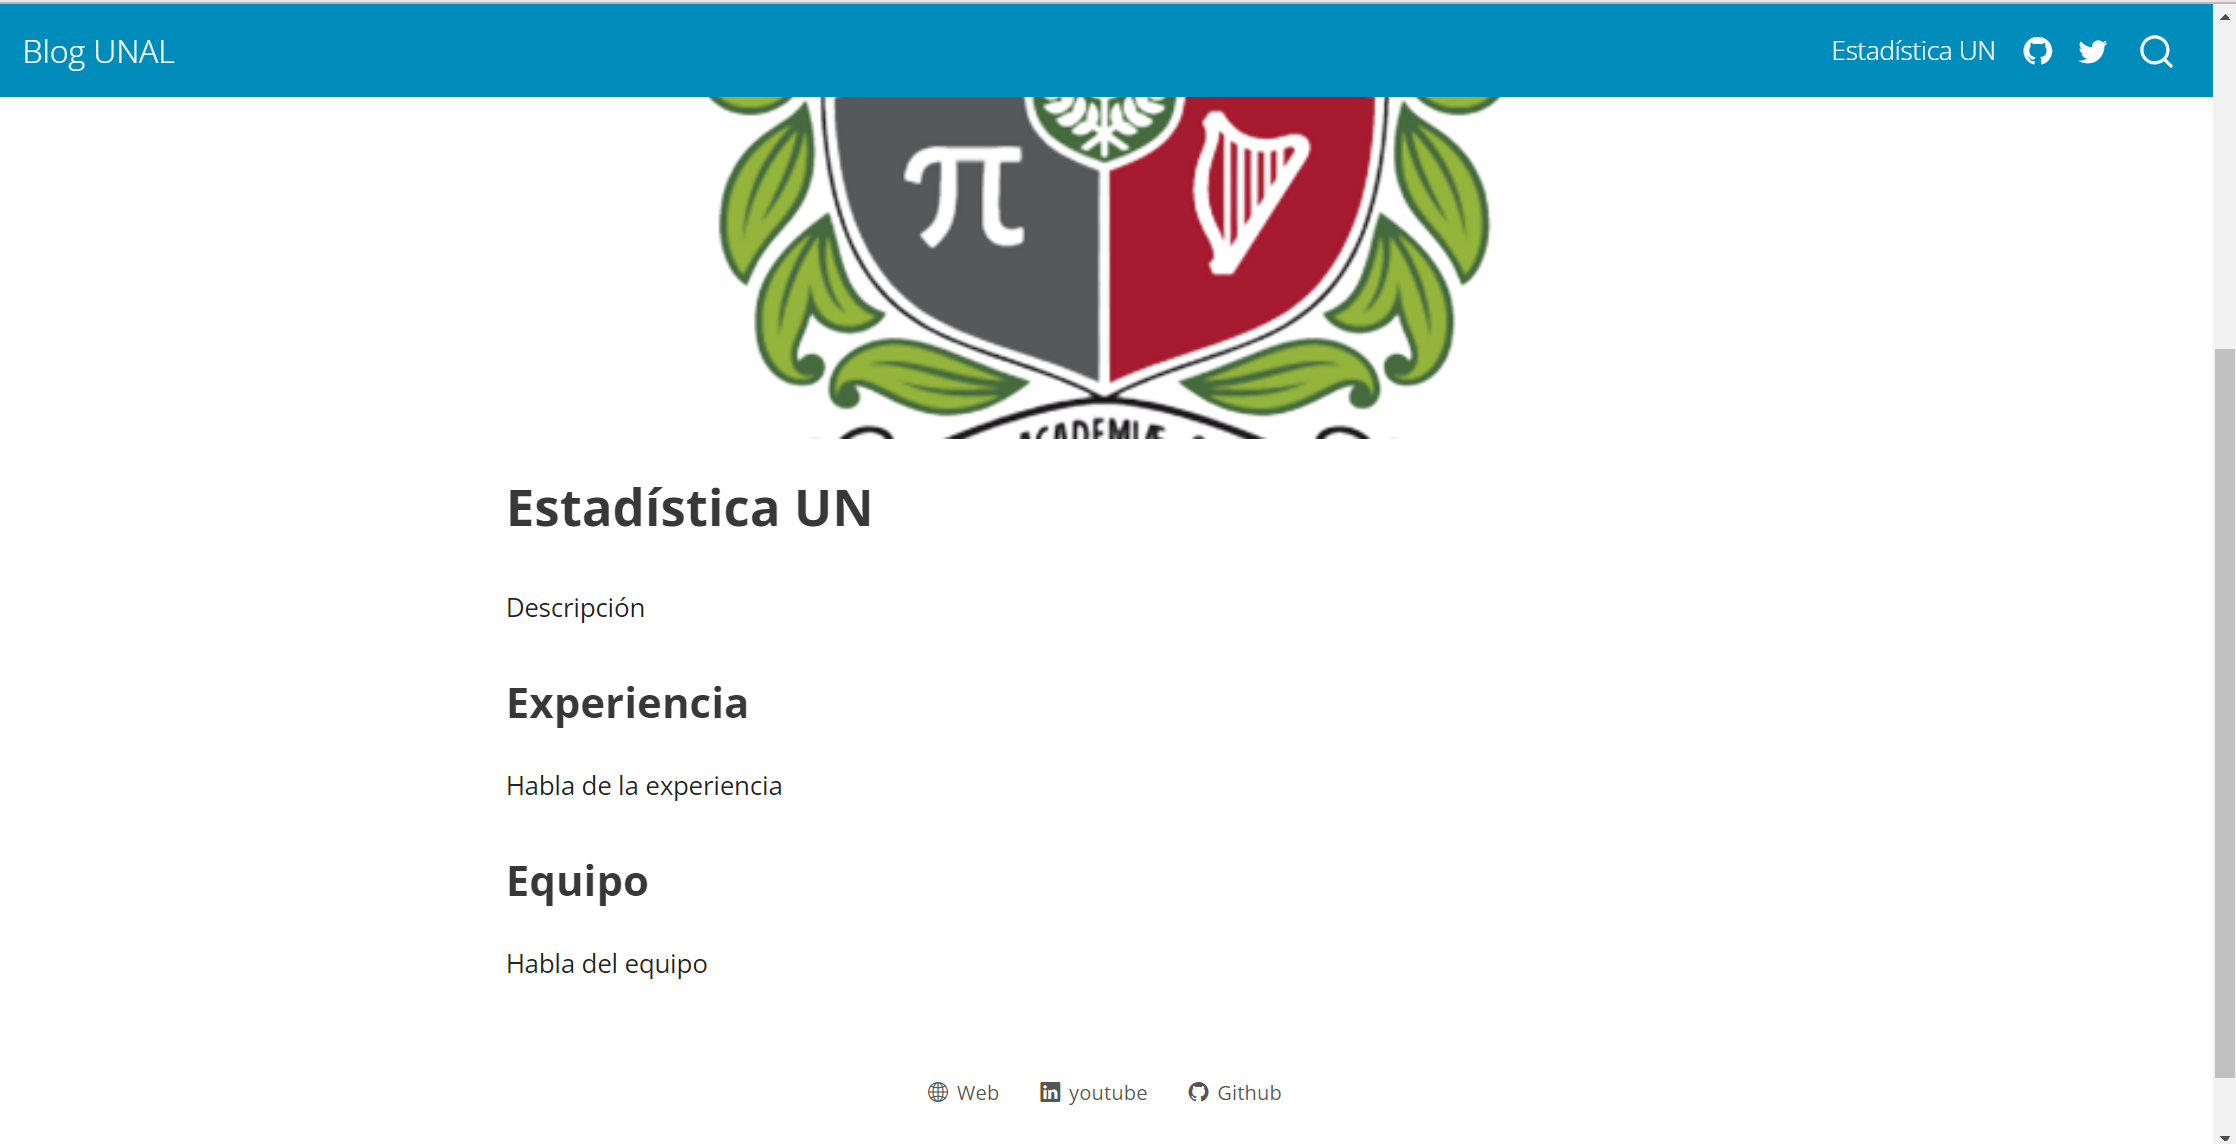 Blog UNAL
Estadística UN
π
ACADEMIÆ
Estadística UN
Descripción
Experiencia
Habla de la experiencia
Equipo
Habla del equipo
Web
youtube
Github